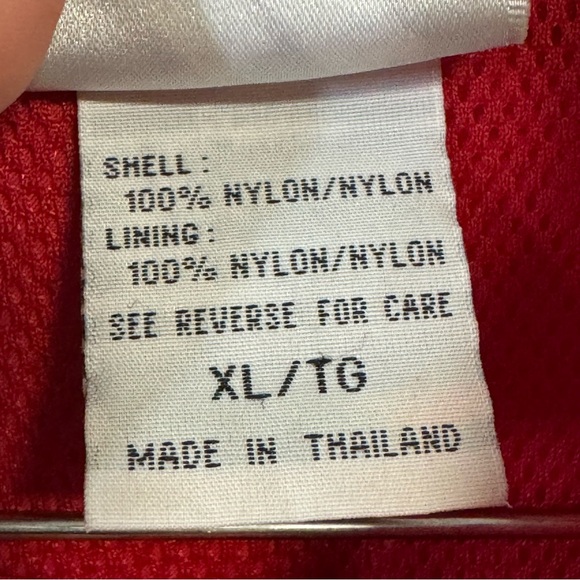 SHELL:
100% NYLON/NYLON
LINING:
100% NYLON/NYLON
SEE REVERSE FOR CARE
XL/TG
MADE IN THAILAND